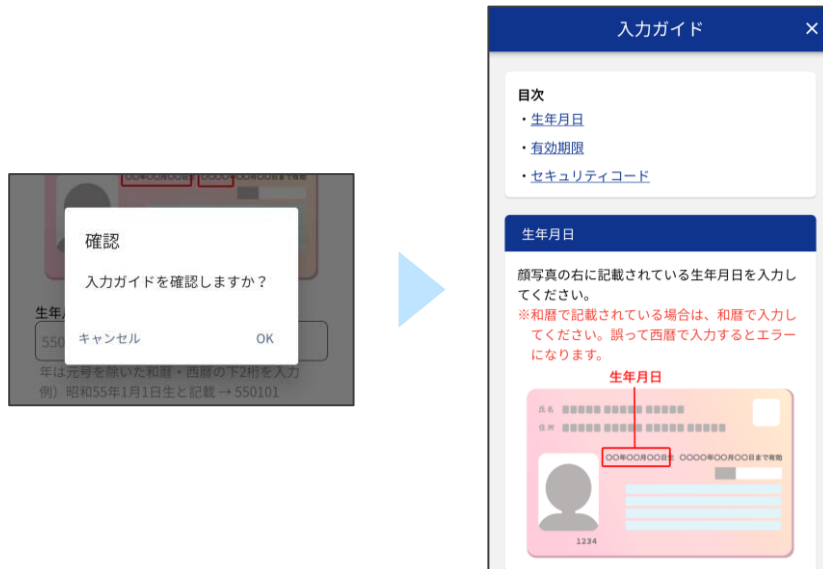 〇〇年〇〇月〇〇日生 〇〇〇〇年〇〇月〇〇日まで有効
確認
入力ガイドを確認しますか？
キャンセル OK
生年
550
年は元号を除いた和暦・西暦の下2桁を入力
例）昭和55年1月1日生と記載 → 550101
入力ガイド ×
目次
・生年月日
・有効期限
・セキュリティコード
生年月日
顔写真の右に記載されている生年月日を入力し
てください。
※和暦で記載されている場合は、和暦で入力し
てください。誤って西暦で入力するとエラー
になります。
生年月日
氏名
住所
〇〇年〇〇月〇〇日生 〇〇〇〇年〇〇月〇〇日まで有効
1234